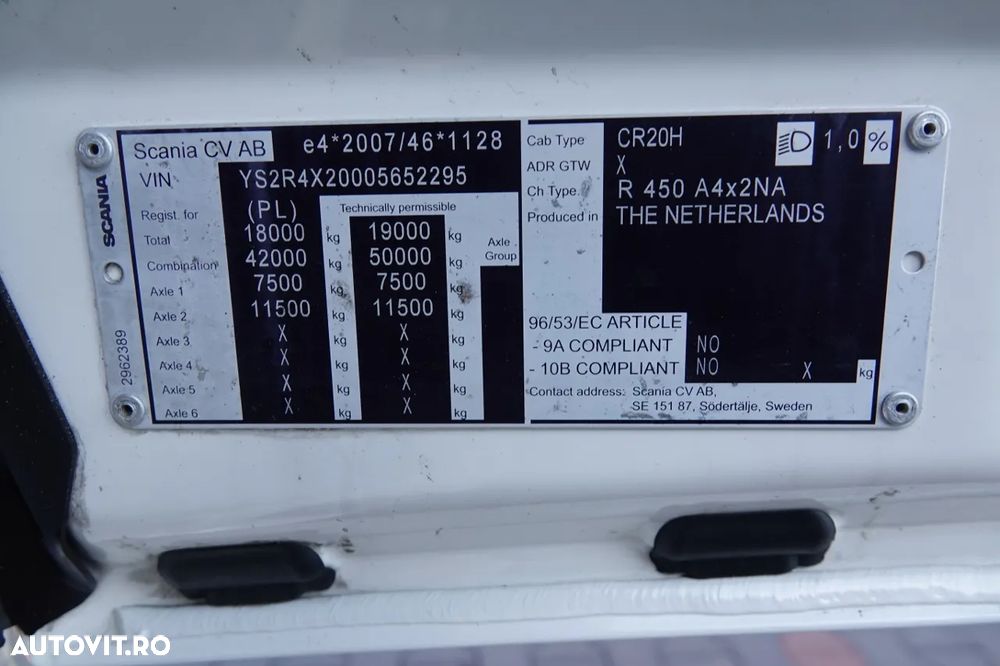 Scania CV AB e4*2007/46*1128
VIN YS2R4X20005652295
Regist. for (PL) Technically permissible
Total 18000 kg 19000 kg Axle Group
Combination 42000 kg 50000 kg
Axle 1 7500 kg 7500 kg
Axle 2 11500 kg 11500 kg
Axle 3 X kg X kg
Axle 4 X kg X kg
Axle 5 X kg X kg
Axle 6 X kg X kg
SCANIA
2962389
Cab Type CR20H 1,0 %
ADR GTW X
Ch Type. R 450 A4x2NA
Produced in THE NETHERLANDS
96/53/EC ARTICLE
- 9A COMPLIANT NO
- 10B COMPLIANT NO X kg
Contact address: Scania CV AB,
SE 151 87, Södertälje, Sweden
AUTOVIT.RO